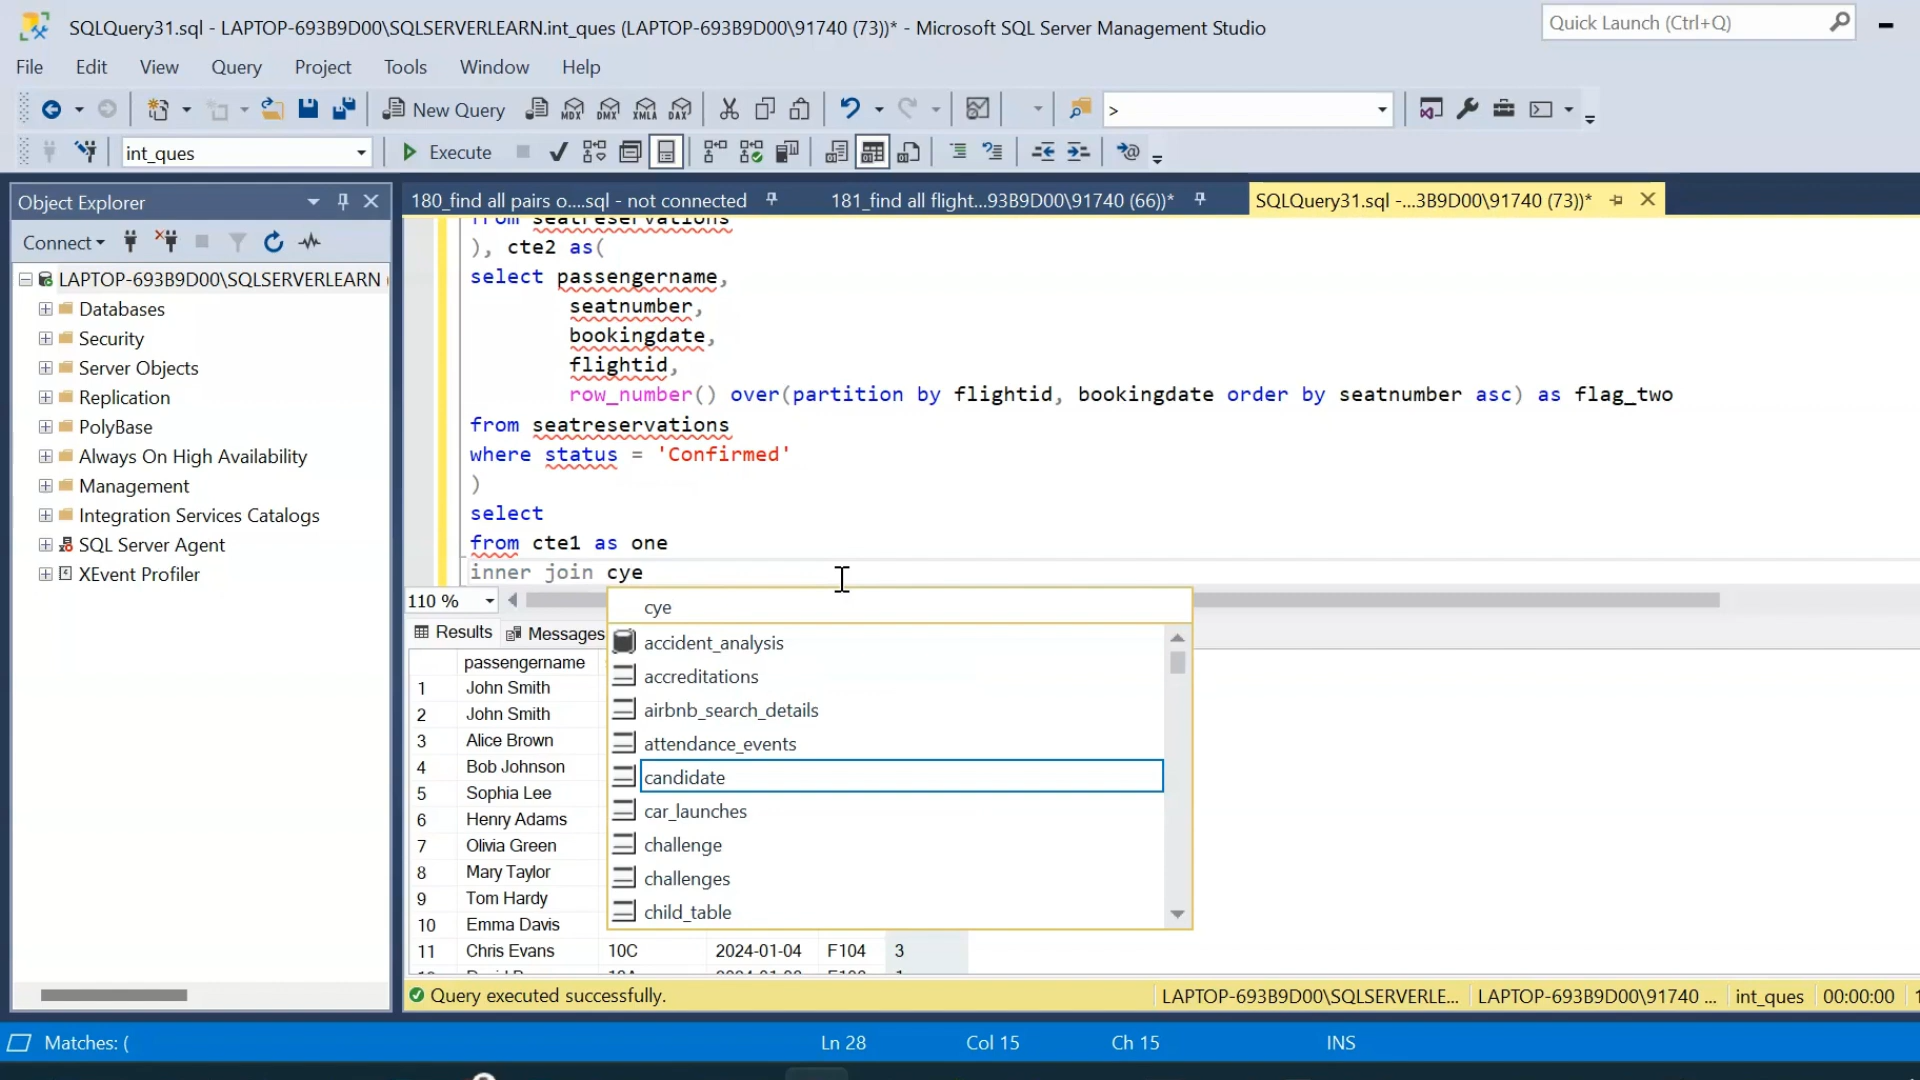 SQLQuery31.sql - LAPTOP-693B9D00\SQLSERVERLEARN.int_ques (LAPTOP-693B9D00\91740 (73))* - Microsoft SQL Server Management Studio
Quick Launch (Ctrl+Q)
File Edit View Query Project Tools Window Help
New Query MDX DMX XMLA DAX >
int_ques Execute
Object Explorer
180_find all pairs o....sql - not connected 181_find all flight...93B9D00\91740 (66))* SQLQuery31.sql -...3B9D00\91740 (73))*
Connect
LAPTOP-693B9D00\SQLSERVERLEARN
Databases
Security
Server Objects
Replication
PolyBase
Always On High Availability
Management
Integration Services Catalogs
SQL Server Agent
XEvent Profiler
from seatreservations
), cte2 as(
select passengername,
seatnumber,
bookingdate,
flightid,
row_number() over(partition by flightid, bookingdate order by seatnumber asc) as flag_two
from seatreservations
where status = 'Confirmed'
)
select
from cte1 as one
inner join cye
110 %
cye
accident_analysis
accreditations
airbnb_search_details
attendance_events
candidate
car_launches
challenge
challenges
child_table
Results Messages
passengername
1 John Smith
2 John Smith
3 Alice Brown
4 Bob Johnson
5 Sophia Lee
6 Henry Adams
7 Olivia Green
8 Mary Taylor
9 Tom Hardy
10 Emma Davis
11 Chris Evans 10C 2024-01-04 F104 3
Query executed successfully. LAPTOP-693B9D00\SQLSERVERLE... LAPTOP-693B9D00\91740 ... int_ques 00:00:00
Matches: ( Ln 28 Col 15 Ch 15 INS